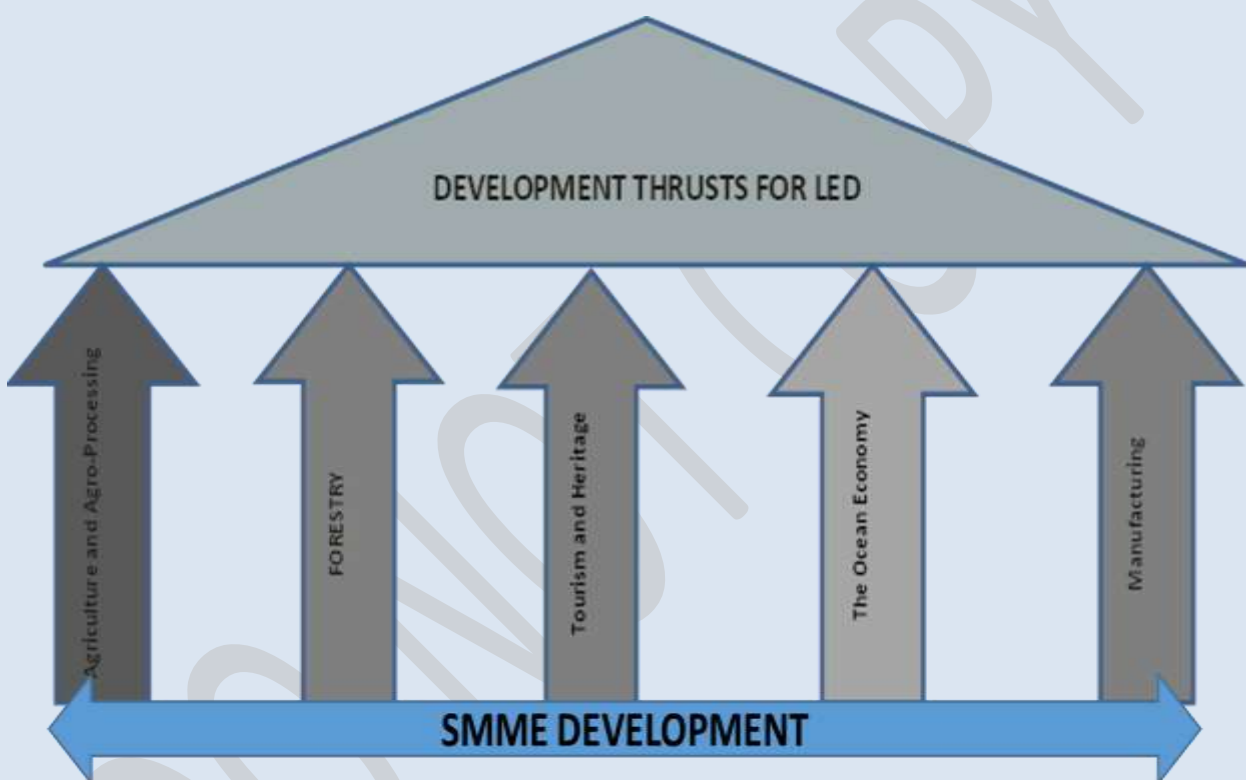 DEVELOPMENT THRUSTS FOR LED
Agriculture and Agro-Processing
FORESTRY
Tourism and Heritage
The Ocean Economy
Manufacturing
SMME DEVELOPMENT